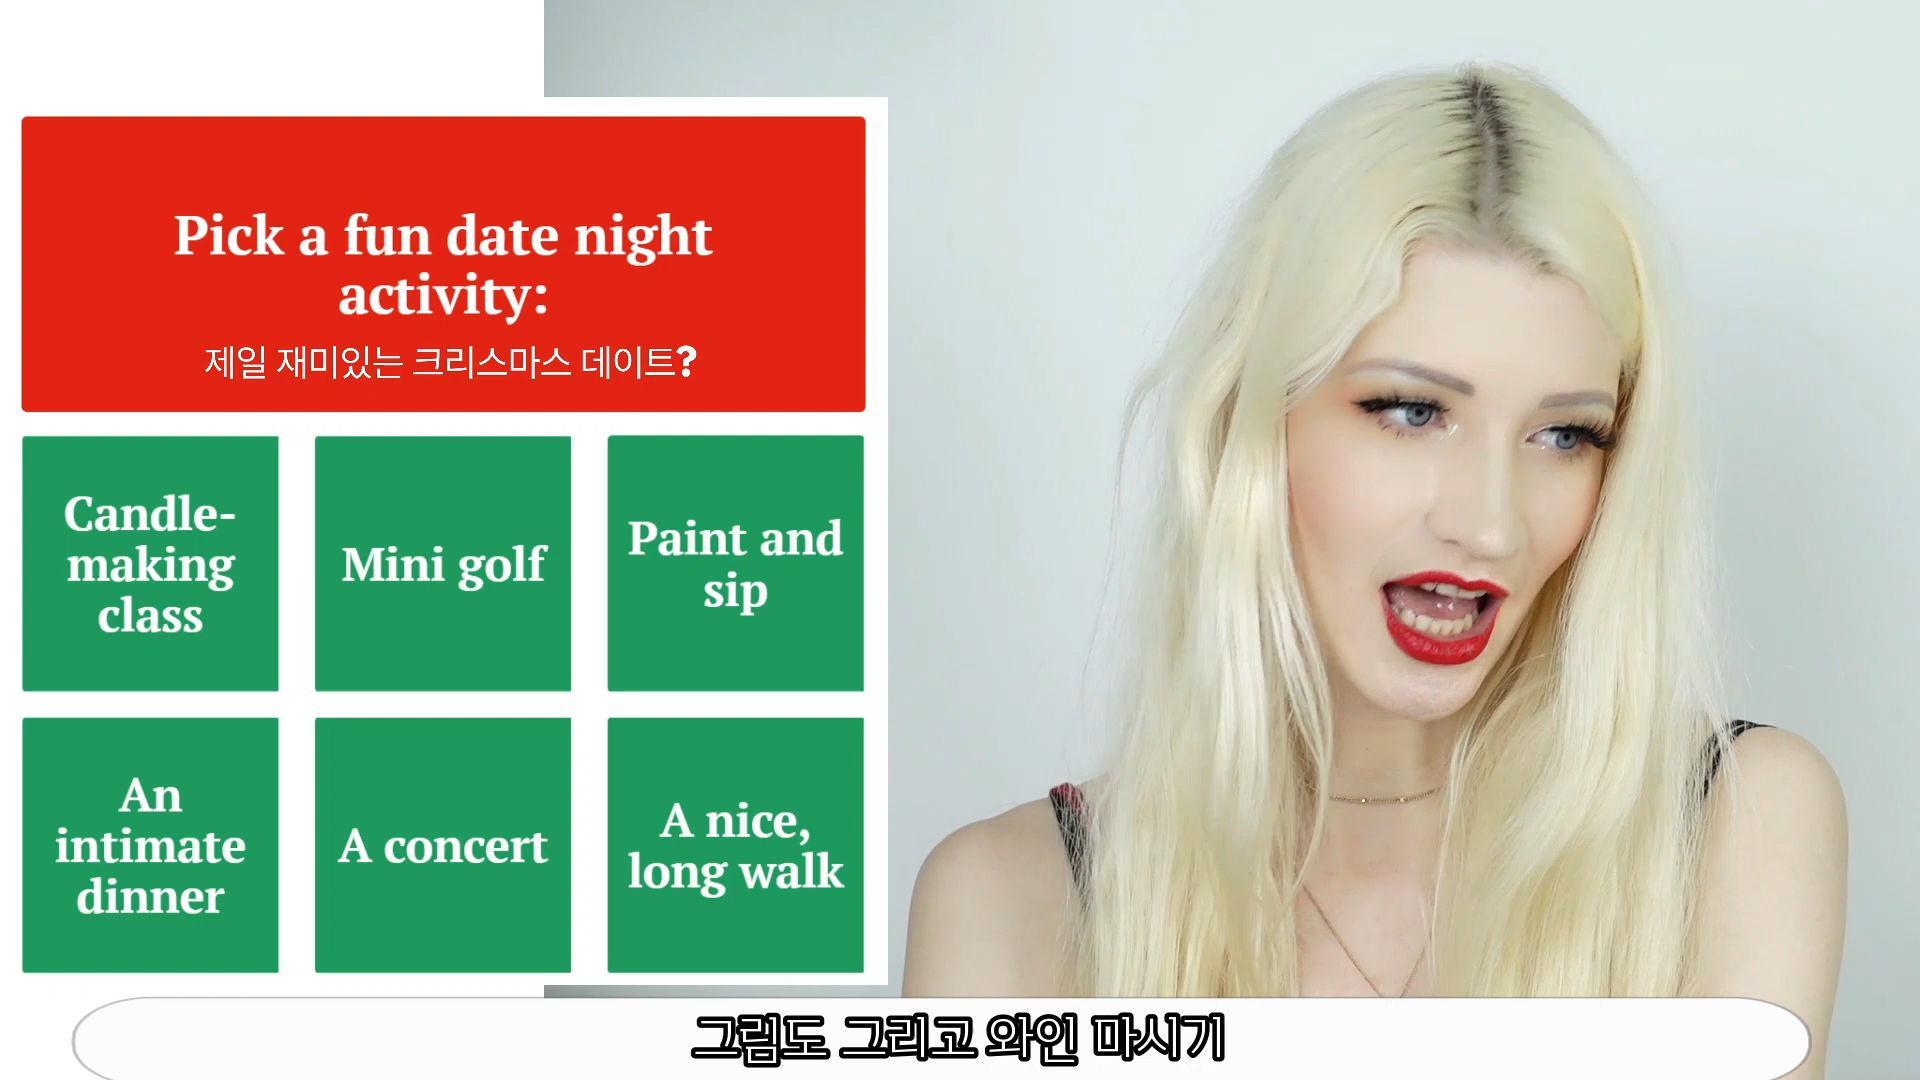 Pick a fun date night
activity:
제일 재미있는 크리스마스 데이트?
Candle-
making
class
Mini golf
Paint and
sip
An
intimate
dinner
A concert
A nice,
long walk
그림도 그리고 와인 마시기